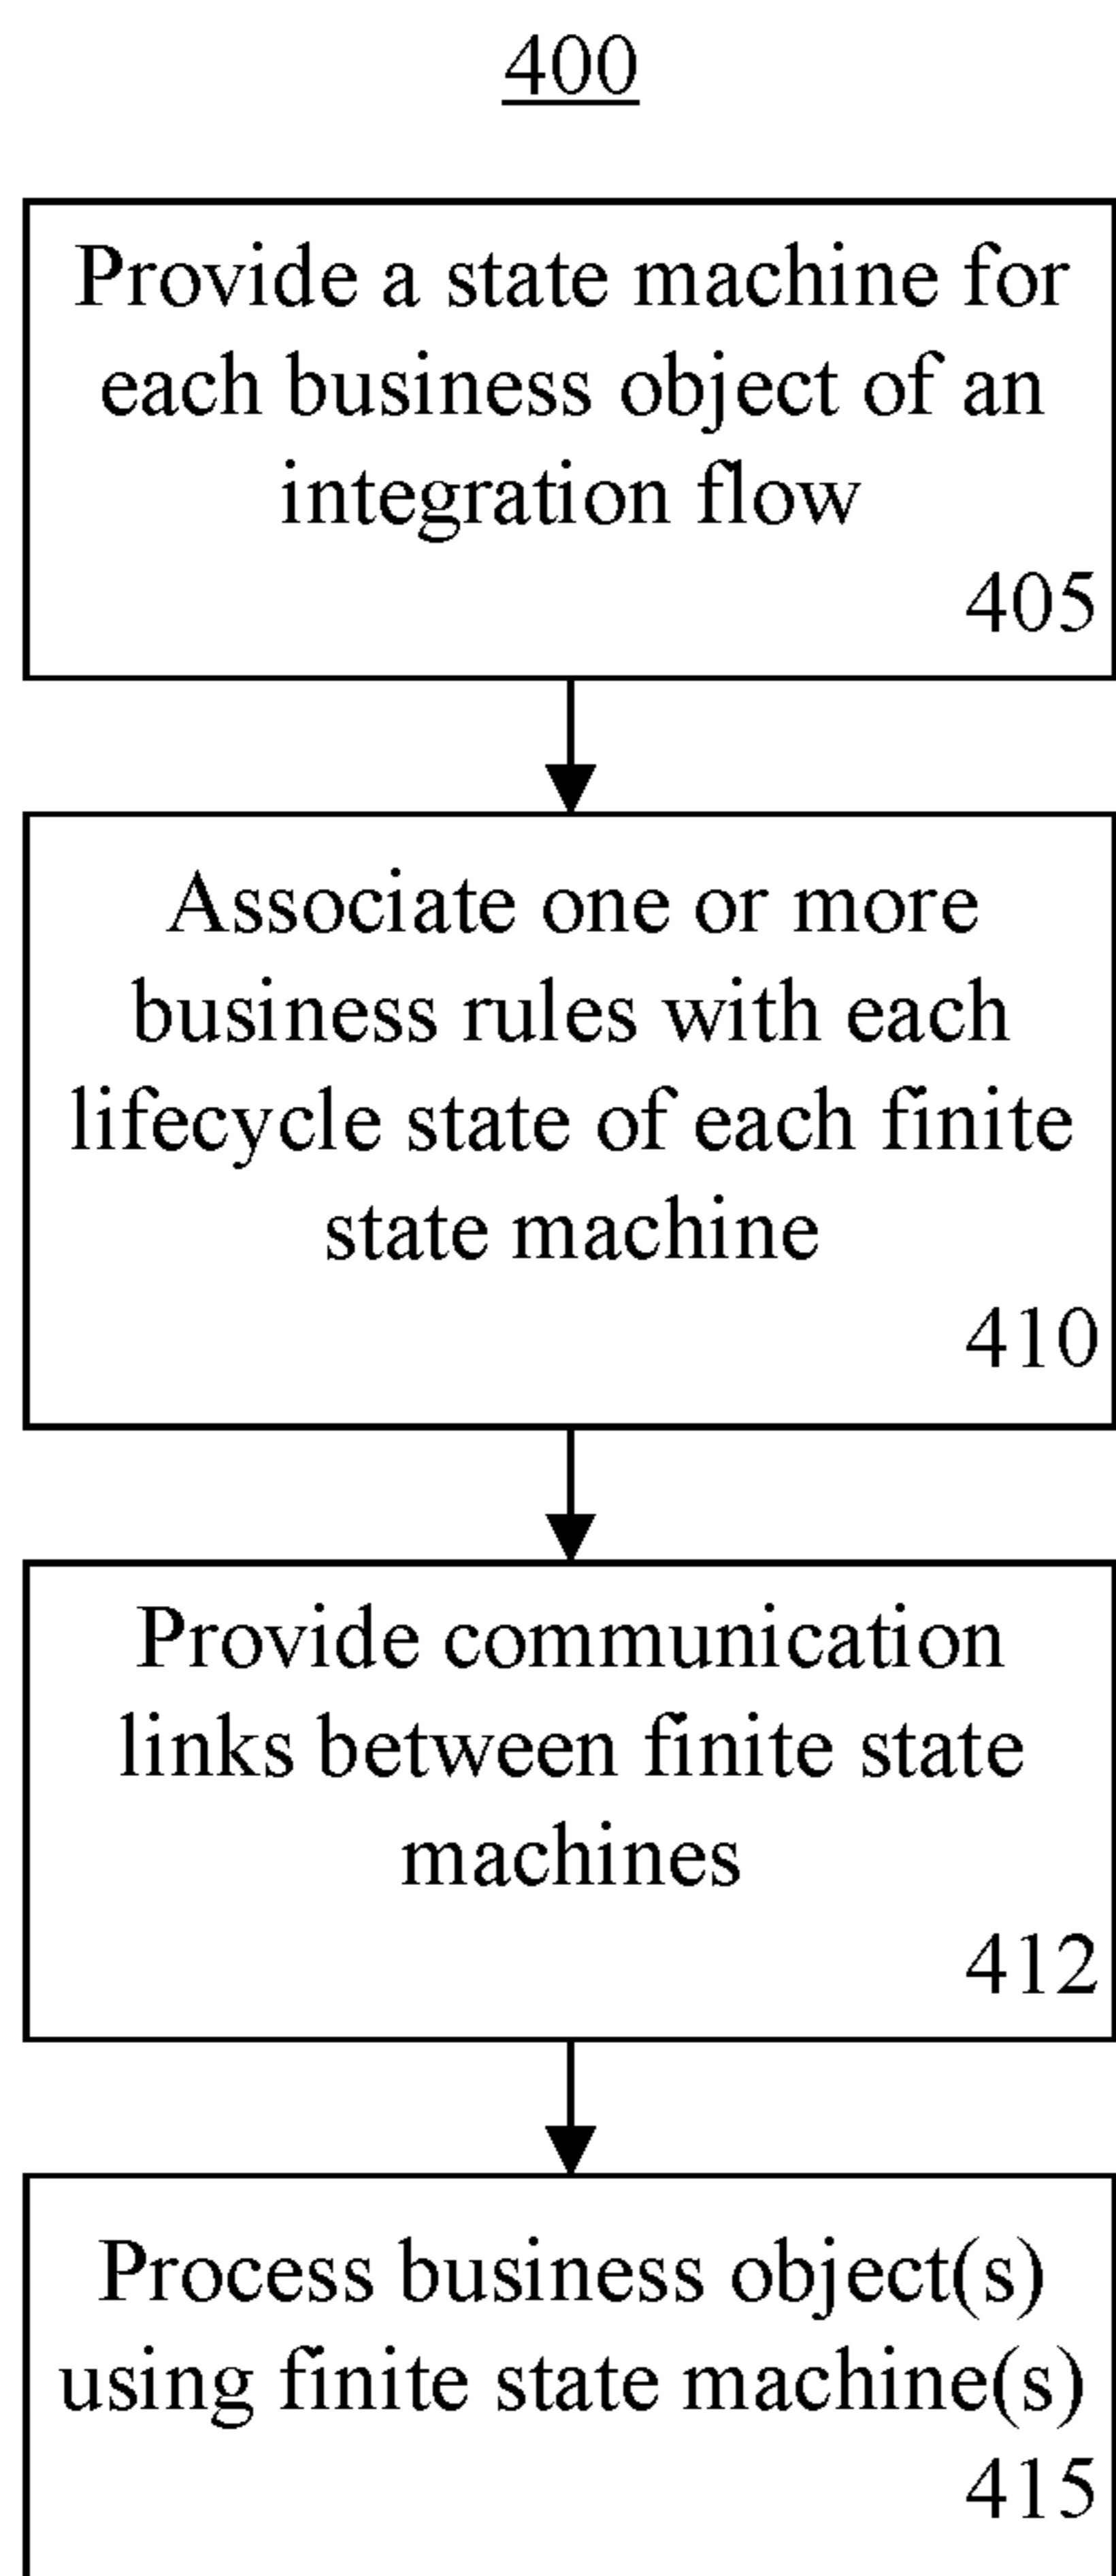 400
Provide a state machine for
each business object of an
integration flow
405
Associate one or more
business rules with each
lifecycle state of each finite
state machine
410
Provide communication
links between finite state
machines
412
Process business object(s)
using finite state machine(s)
415